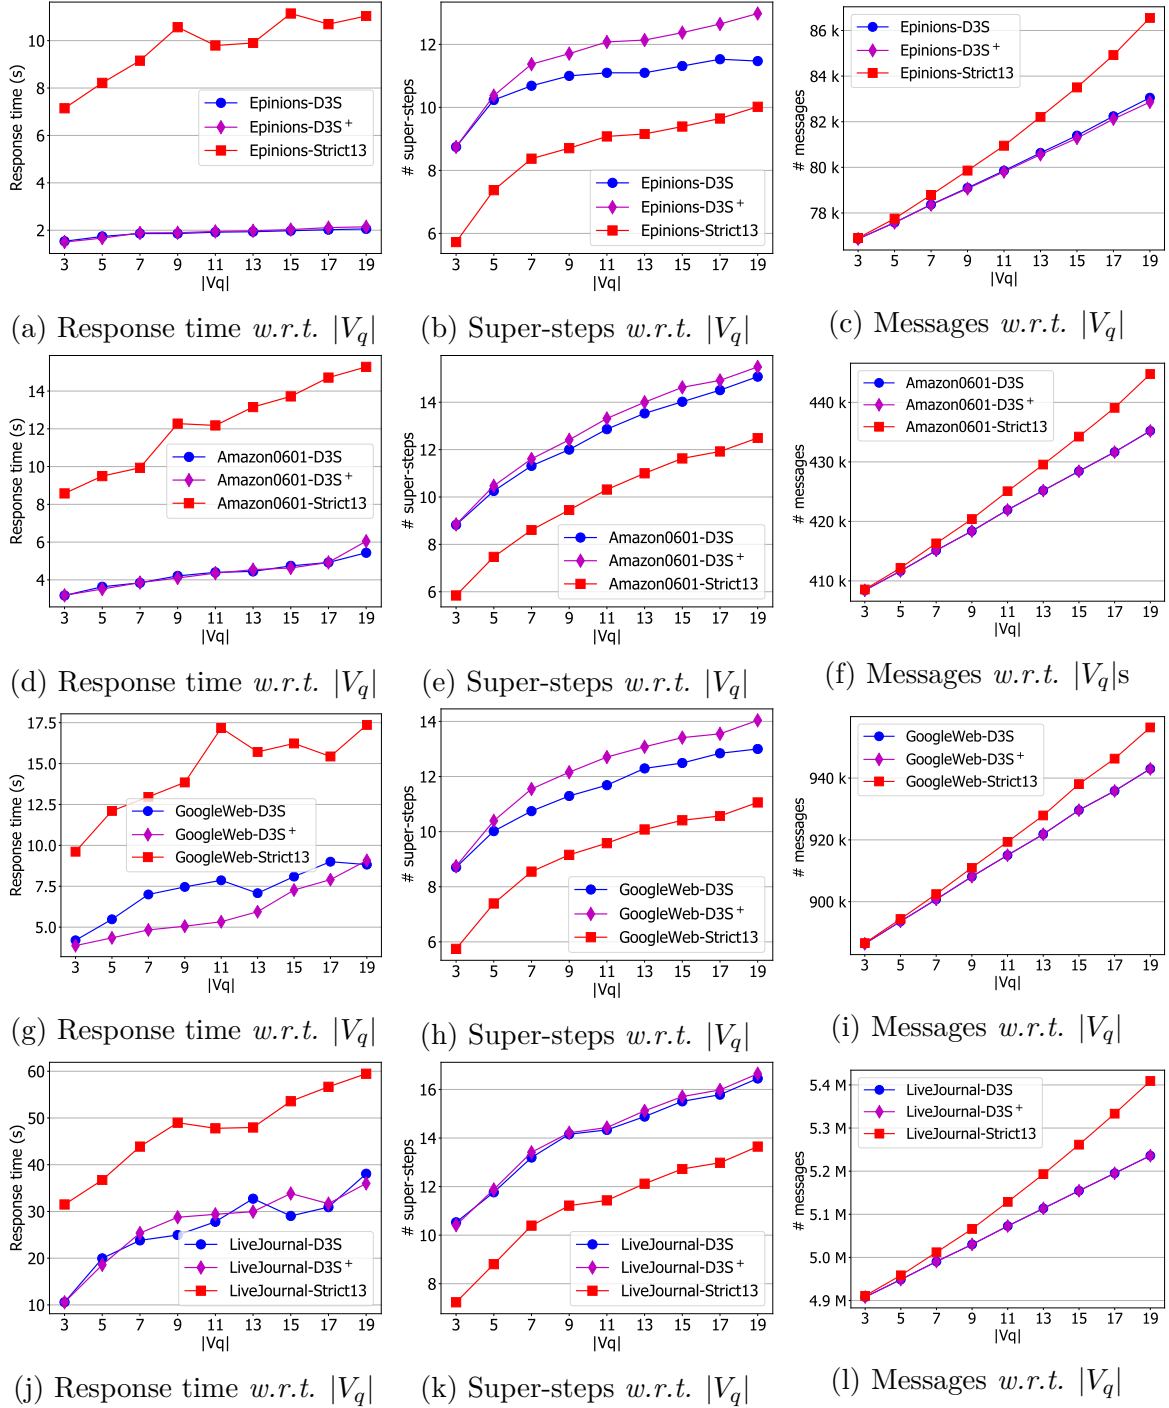 10
8
6
4
2
Response time (s)
Epinions-D3S
Epinions-D3S+
Epinions-Strict13
3 5 7 9 11 13 15 17 19
|Vq|
(a) Response time w.r.t. |Vq|
12
10
8
6
# super-steps
Epinions-D3S
Epinions-D3S+
Epinions-Strict13
3 5 7 9 11 13 15 17 19
|Vq|
(b) Super-steps w.r.t. |Vq|
86 k
84 k
82 k
80 k
78 k
# messages
Epinions-D3S
Epinions-D3S+
Epinions-Strict13
3 5 7 9 11 13 15 17 19
|Vq|
(c) Messages w.r.t. |Vq|
14
12
10
8
6
4
Response time (s)
Amazon0601-D3S
Amazon0601-D3S+
Amazon0601-Strict13
3 5 7 9 11 13 15 17 19
|Vq|
(d) Response time w.r.t. |Vq|
14
12
10
8
6
# super-steps
Amazon0601-D3S
Amazon0601-D3S+
Amazon0601-Strict13
3 5 7 9 11 13 15 17 19
|Vq|
(e) Super-steps w.r.t. |Vq|
440 k
430 k
420 k
410 k
# messages
Amazon0601-D3S
Amazon0601-D3S+
Amazon0601-Strict13
3 5 7 9 11 13 15 17 19
|Vq|
(f) Messages w.r.t. |Vq|s
17.5
15.0
12.5
10.0
7.5
5.0
Response time (s)
GoogleWeb-D3S
GoogleWeb-D3S+
GoogleWeb-Strict13
3 5 7 9 11 13 15 17 19
|Vq|
(g) Response time w.r.t. |Vq|
14
12
10
8
6
# super-steps
GoogleWeb-D3S
GoogleWeb-D3S+
GoogleWeb-Strict13
3 5 7 9 11 13 15 17 19
|Vq|
(h) Super-steps w.r.t. |Vq|
940 k
920 k
900 k
# messages
GoogleWeb-D3S
GoogleWeb-D3S+
GoogleWeb-Strict13
3 5 7 9 11 13 15 17 19
|Vq|
(i) Messages w.r.t. |Vq|
60
50
40
30
20
10
Response time (s)
LiveJournal-D3S
LiveJournal-D3S+
LiveJournal-Strict13
3 5 7 9 11 13 15 17 19
|Vq|
(j) Response time w.r.t. |Vq|
16
14
12
10
8
# super-steps
LiveJournal-D3S
LiveJournal-D3S+
LiveJournal-Strict13
3 5 7 9 11 13 15 17 19
|Vq|
(k) Super-steps w.r.t. |Vq|
5.4 M
5.3 M
5.2 M
5.1 M
5.0 M
4.9 M
# messages
LiveJournal-D3S
LiveJournal-D3S+
LiveJournal-Strict13
3 5 7 9 11 13 15 17 19
|Vq|
(l) Messages w.r.t. |Vq|